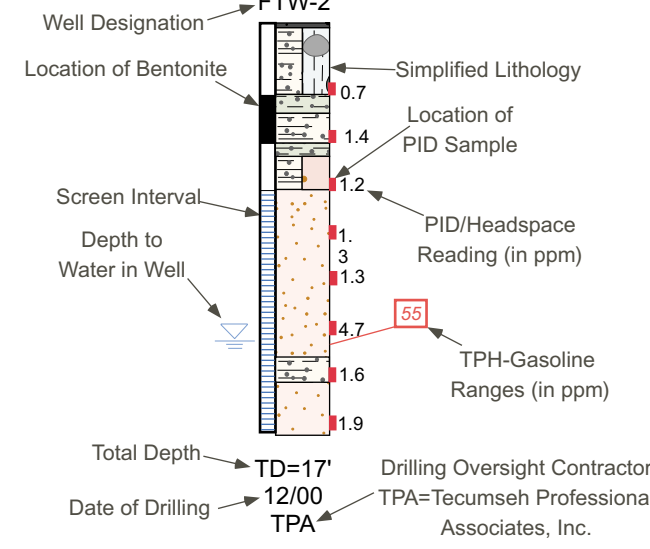 FTW-2
Well Designation
Location of Bentonite
Simplified Lithology
0.7
Location of
PID Sample
1.4
1.2
Screen Interval
PID/Headspace
Reading (in ppm)
Depth to
Water in Well
1.
3
1.3
55
4.7
TPH-Gasoline
Ranges (in ppm)
1.6
1.9
Total Depth
TD=17'
Date of Drilling
12/00
TPA
Drilling Oversight Contractor
TPA=Tecumseh Professiona
Associates, Inc.